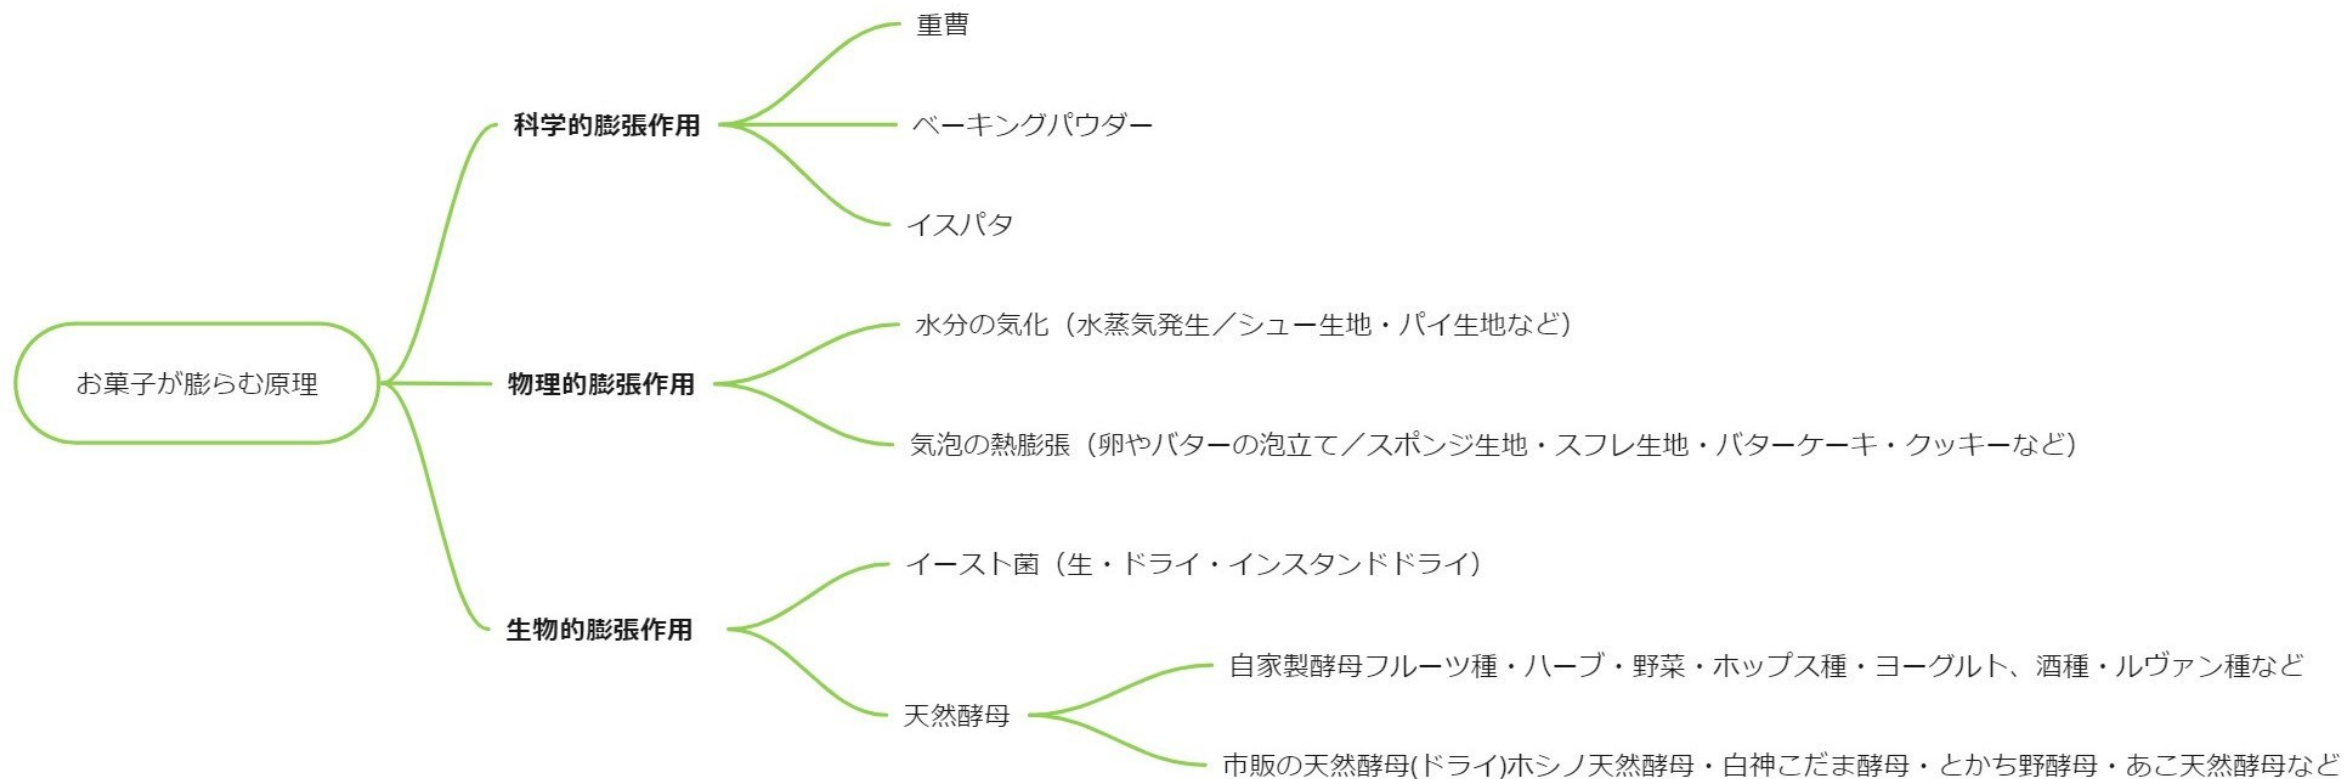 お菓子が膨らむ原理
科学的膨張作用
重曹
ベーキングパウダー
イスパタ
物理的膨張作用
水分の気化（水蒸気発生／シュー生地・パイ生地など）
気泡の熱膨張（卵やバターの泡立て／スポンジ生地・スフレ生地・バターケーキ・クッキーなど）
生物的膨張作用
イースト菌（生・ドライ・インスタンドドライ）
天然酵母
自家製酵母フルーツ種・ハーブ・野菜・ホップス種・ヨーグルト、酒種・ルヴァン種など
市販の天然酵母(ドライ)ホシノ天然酵母・白神こだま酵母・とかち野酵母・あこ天然酵母など